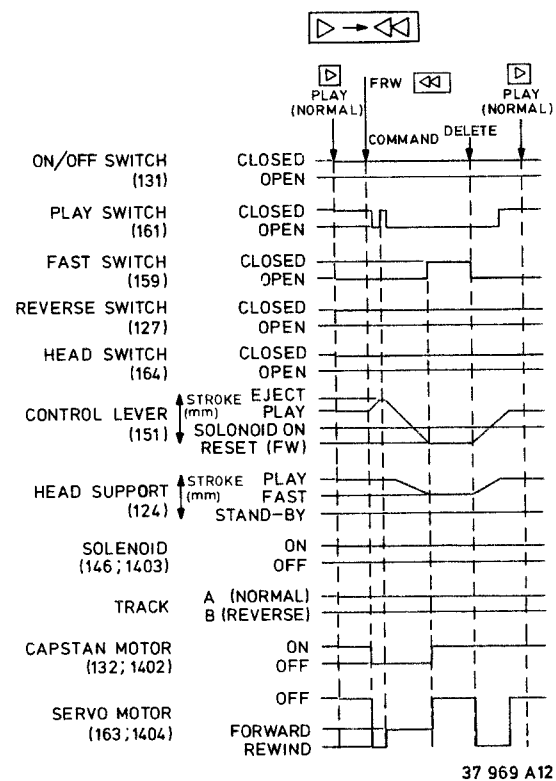 PLAY
(NORMAL)
FRW
PLAY
(NORMAL)
COMMAND
DELETE
ON/OFF SWITCH
(131)
CLOSED
OPEN
PLAY SWITCH
(161)
CLOSED
OPEN
FAST SWITCH
(159)
CLOSED
OPEN
REVERSE SWITCH
(127)
CLOSED
OPEN
HEAD SWITCH
(164)
CLOSED
OPEN
CONTROL LEVER
(151)
STROKE
(mm)
EJECT
PLAY
SOLONOID ON
RESET (FW)
HEAD SUPPORT
(124)
STROKE
(mm)
PLAY
FAST
STAND-BY
SOLENOID
(146; 1403)
ON
OFF
TRACK
A (NORMAL)
B (REVERSE)
CAPSTAN MOTOR
(132; 1402)
ON
OFF
SERVO MOTOR
(163; 1404)
OFF
FORWARD
REWIND
37 969 A12